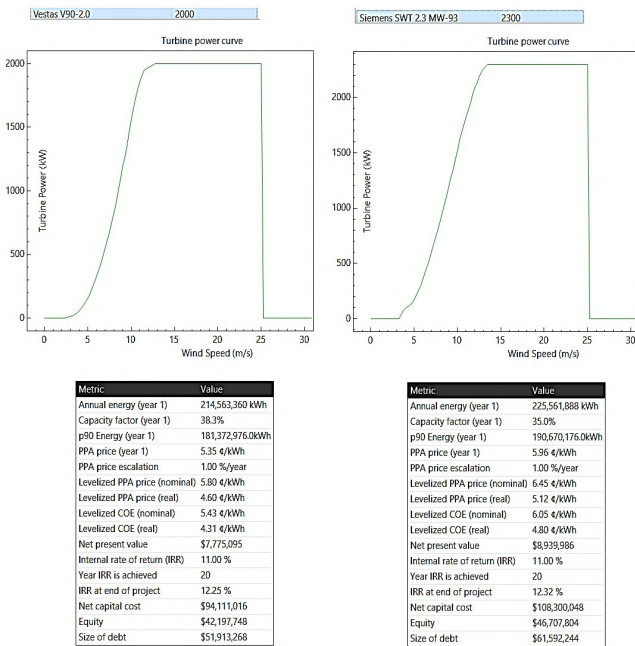 Vestas V90-2.0 2000
Turbine power curve
2000
1500
1000
500
0
Turbine Power (kW)
0 5 10 15 20 25 30
Wind Speed (m/s)
Metric Value
Annual energy (year 1) 214,563,360 kWh
Capacity factor (year 1) 38.3%
p90 Energy (year 1) 181,372,976.0kWh
PPA price (year 1) 5.35 ¢/kWh
PPA price escalation 1.00 %/year
Levelized PPA price (nominal) 5.80 ¢/kWh
Levelized PPA price (real) 4.60 ¢/kWh
Levelized COE (nominal) 5.43 ¢/kWh
Levelized COE (real) 4.31 ¢/kWh
Net present value $7,775,095
Internal rate of return (IRR) 11.00 %
Year IRR is achieved 20
IRR at end of project 12.25 %
Net capital cost $94,111,016
Equity $42,197,748
Size of debt $51,913,268
Siemens SWT 2.3 MW-93 2300
Turbine power curve
2000
1500
1000
500
0
Turbine Power (kW)
0 5 10 15 20 25 30
Wind Speed (m/s)
Metric Value
Annual energy (year 1) 225,561,888 kWh
Capacity factor (year 1) 35.0%
p90 Energy (year 1) 190,670,176.0kWh
PPA price (year 1) 5.96 ¢/kWh
PPA price escalation 1.00 %/year
Levelized PPA price (nominal) 6.45 ¢/kWh
Levelized PPA price (real) 5.12 ¢/kWh
Levelized COE (nominal) 6.05 ¢/kWh
Levelized COE (real) 4.80 ¢/kWh
Net present value $8,939,986
Internal rate of return (IRR) 11.00 %
Year IRR is achieved 20
IRR at end of project 12.32 %
Net capital cost $108,300,048
Equity $46,707,804
Size of debt $61,592,244